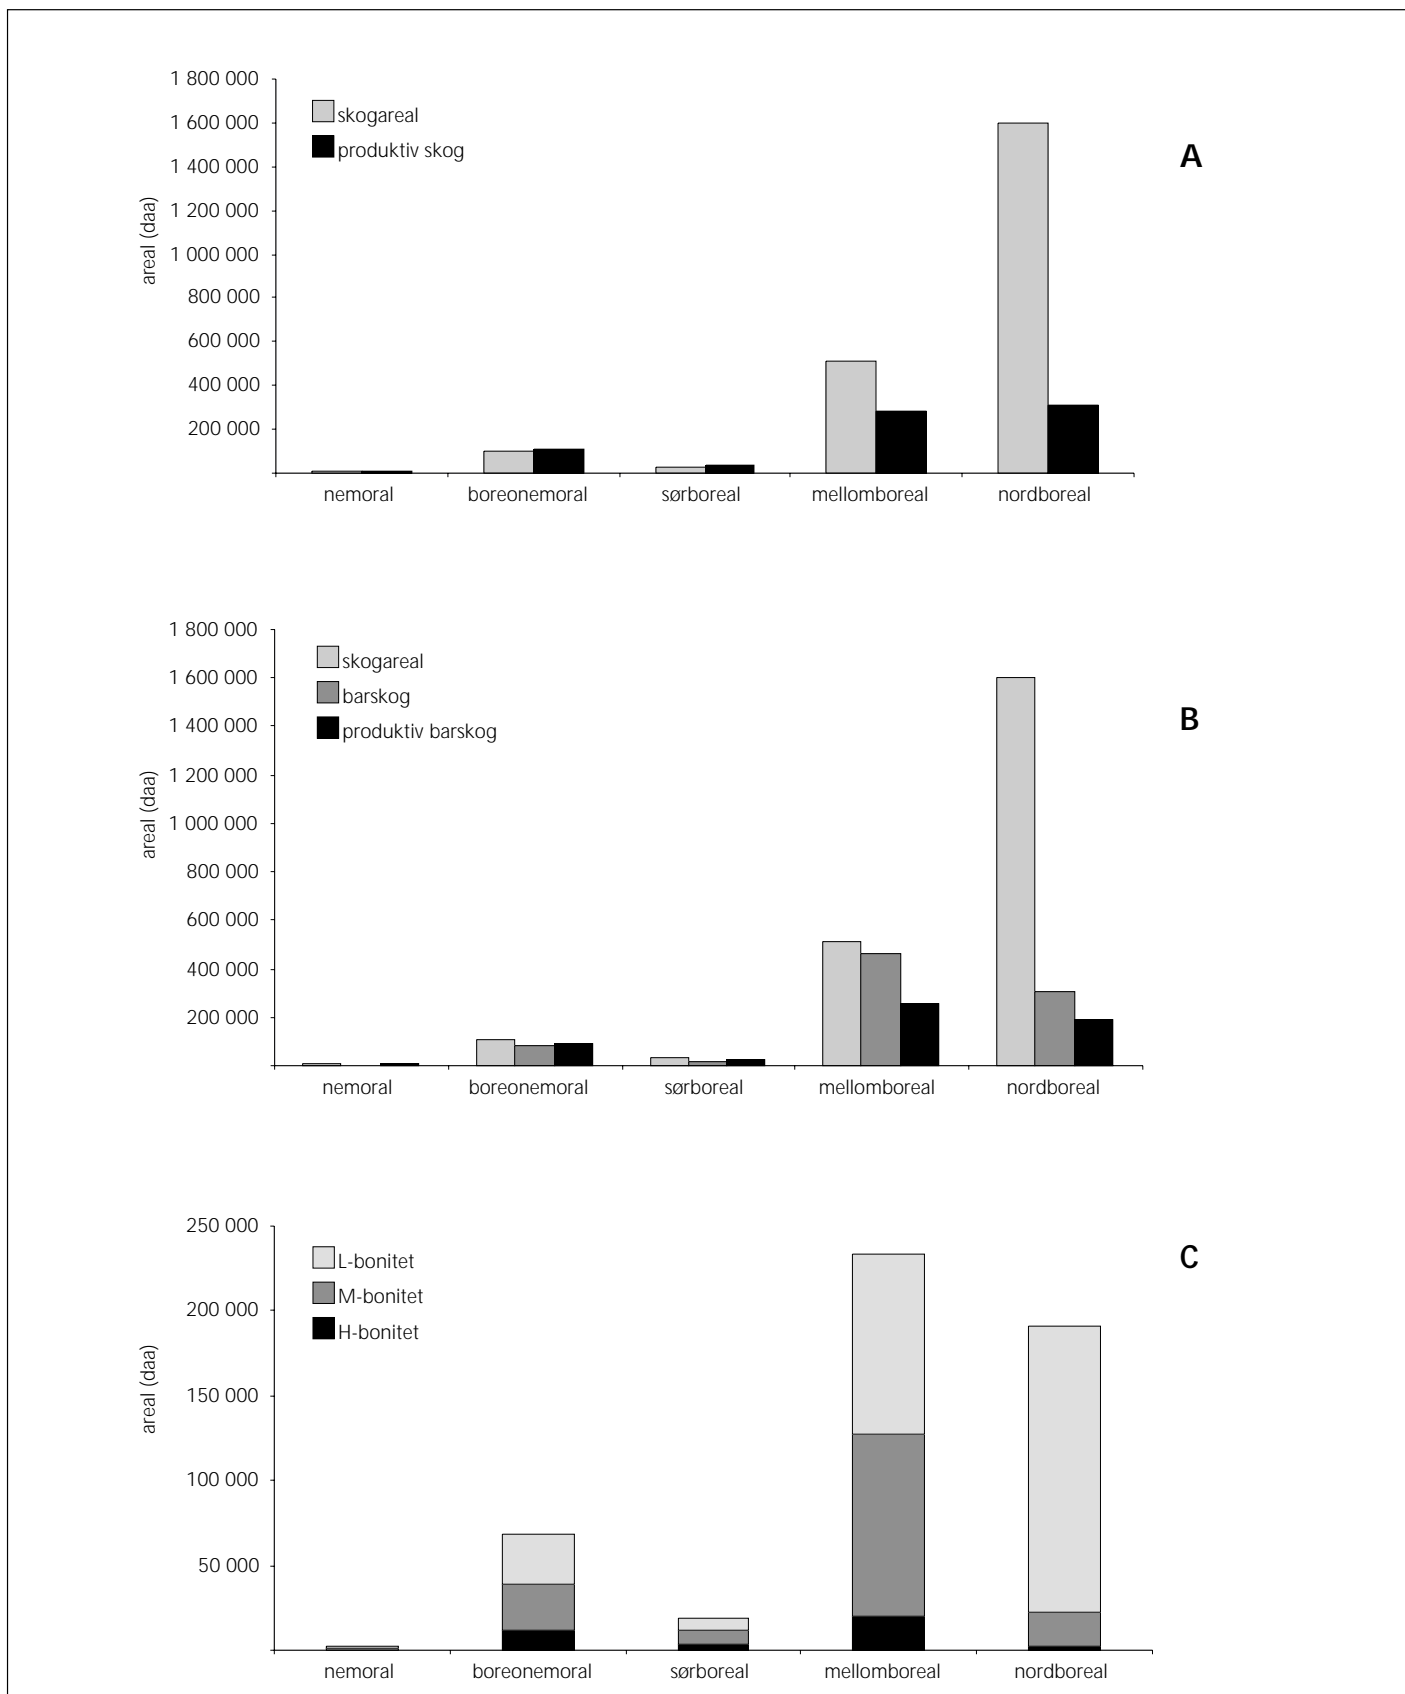 1 800 000
1 600 000
1 400 000
1 200 000
1 000 000
800 000
600 000
400 000
200 000
areal (daa)
skogareal
produktiv skog
A
nemoral boreonemoral sørboreal mellomboreal nordboreal
1 800 000
1 600 000
1 400 000
1 200 000
1 000 000
800 000
600 000
400 000
200 000
areal (daa)
skogareal
barskog
produktiv barskog
B
nemoral boreonemoral sørboreal mellomboreal nordboreal
250 000
200 000
150 000
100 000
50 000
areal (daa)
L-bonitet
M-bonitet
H-bonitet
C
nemoral boreonemoral sørboreal mellomboreal nordboreal